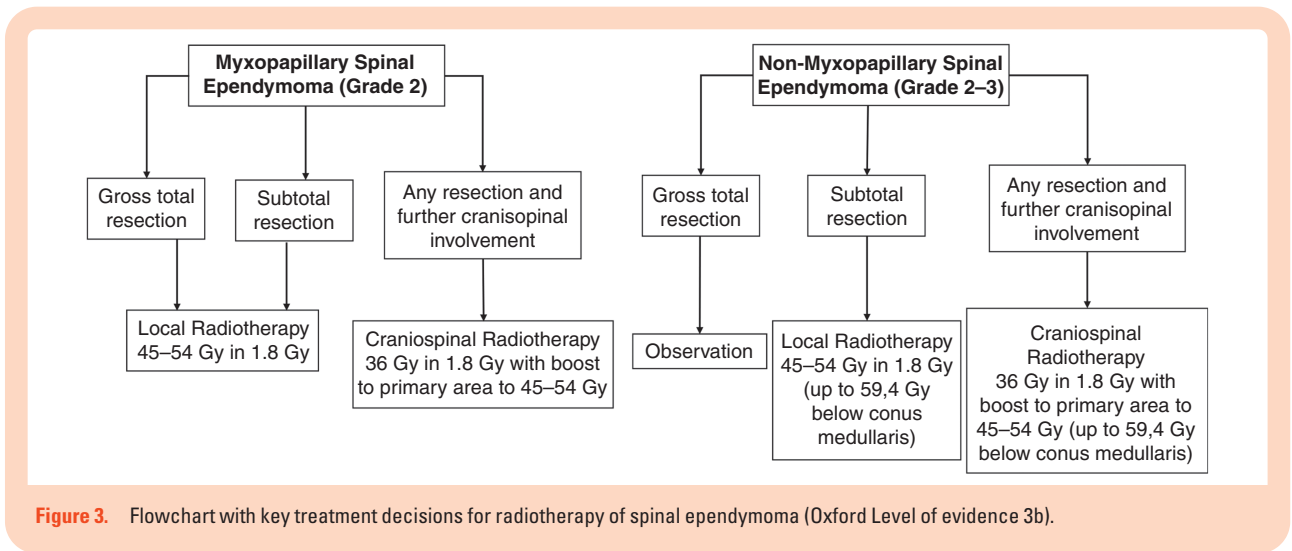 Myxopapillary Spinal
Ependymoma (Grade 2)
Gross total
resection
Subtotal
resection
Any resection and
further cranisopinal
involvement
Local Radiotherapy
45–54 Gy in 1.8 Gy
Craniospinal Radiotherapy
36 Gy in 1.8 Gy with boost
to primary area to 45–54 Gy
Non-Myxopapillary Spinal
Ependymoma (Grade 2–3)
Gross total
resection
Subtotal
resection
Any resection and
further cranisopinal
involvement
Observation
Local Radiotherapy
45–54 Gy in 1.8 Gy
(up to 59,4 Gy
below conus
medullaris)
Craniospinal
Radiotherapy
36 Gy in 1.8 Gy with
boost to primary area to
45–54 Gy (up to 59,4 Gy
below conus medullaris)
Figure 3. Flowchart with key treatment decisions for radiotherapy of spinal ependymoma (Oxford Level of evidence 3b).